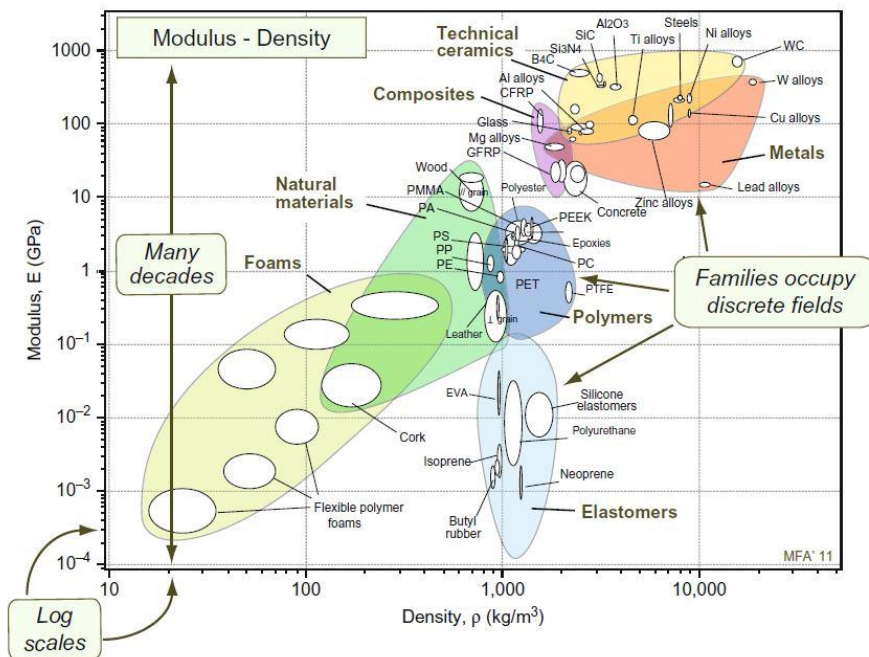 Modulus - Density
Technical
ceramics
Al2O3
SiC
Si3N4
B4C
Steels
Ti alloys
Ni alloys
WC
W alloys
Al alloys
CFRP
Composites
Glass
Mg alloys
GFRP
Cu alloys
Metals
Lead alloys
Zinc alloys
Concrete
Natural
materials
Wood
// grain
PMMA
PA
Polyester
PEEK
Epoxies
PS
PP
PE
PC
PET
PTFE
Polymers
Leather
⊥ grain
Foams
Many
decades
Families occupy
discrete fields
EVA
Silicone
elastomers
Polyurethane
Cork
Isoprene
Neoprene
Butyl
rubber
Flexible polymer
foams
Elastomers
MFA' 11
Modulus, E (GPa)
1000
100
10
1
10⁻¹
10⁻²
10⁻³
10⁻⁴
10
100
1,000
10,000
Density, ρ (kg/m³)
Log
scales